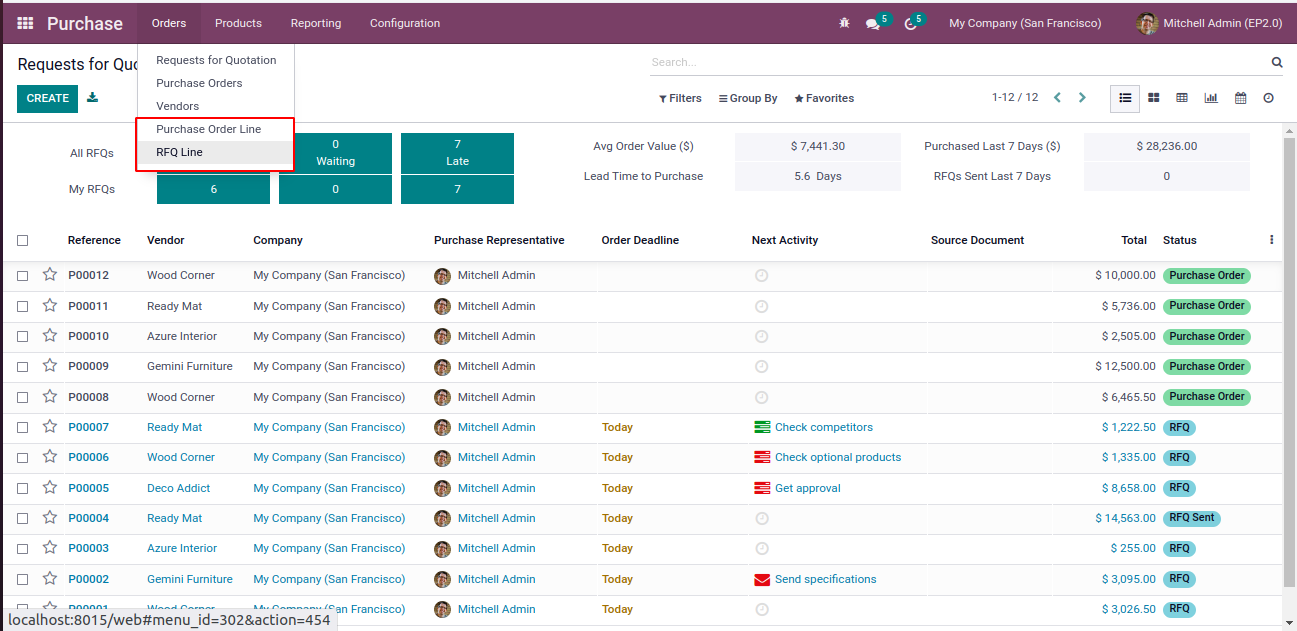 Purchase Orders Products Reporting Configuration 5 5 My Company (San Francisco) Mitchell Admin (EP2.0)
Requests for Quo
Search...
CREATE
Filters Group By Favorites 1-12 / 12
Requests for Quotation
Purchase Orders
Vendors
Purchase Order Line
RFQ Line
All RFQs 0 Waiting 7 Late
My RFQs 6 0 7
Avg Order Value ($) $ 7,441.30 Purchased Last 7 Days ($) $ 28,236.00
Lead Time to Purchase 5.6 Days RFQs Sent Last 7 Days 0
Reference Vendor Company Purchase Representative Order Deadline Next Activity Source Document Total Status
P00012 Wood Corner My Company (San Francisco) Mitchell Admin $ 10,000.00 Purchase Order
P00011 Ready Mat My Company (San Francisco) Mitchell Admin $ 5,736.00 Purchase Order
P00010 Azure Interior My Company (San Francisco) Mitchell Admin $ 2,505.00 Purchase Order
P00009 Gemini Furniture My Company (San Francisco) Mitchell Admin $ 12,500.00 Purchase Order
P00008 Wood Corner My Company (San Francisco) Mitchell Admin $ 6,465.50 Purchase Order
P00007 Ready Mat My Company (San Francisco) Mitchell Admin Today Check competitors $ 1,222.50 RFQ
P00006 Wood Corner My Company (San Francisco) Mitchell Admin Today Check optional products $ 1,335.00 RFQ
P00005 Deco Addict My Company (San Francisco) Mitchell Admin Today Get approval $ 8,658.00 RFQ
P00004 Ready Mat My Company (San Francisco) Mitchell Admin Today $ 14,563.00 RFQ Sent
P00003 Azure Interior My Company (San Francisco) Mitchell Admin Today $ 255.00 RFQ
P00002 Gemini Furniture My Company (San Francisco) Mitchell Admin Today Send specifications $ 3,095.00 RFQ
P00001 Wood Corner My Company (San Francisco) Mitchell Admin Today $ 3,026.50 RFQ
localhost:8015/web#menu_id=302&action=454